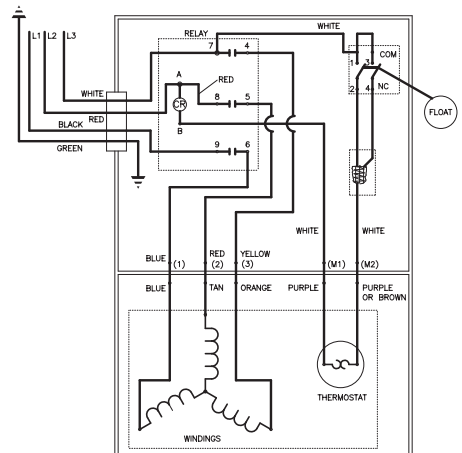 WHITE
L1 L2 L3
RELAY
7 4
COM
1 3
A
RED
WHITE
CR
8 5
2 4
NC
FLOAT
RED
BLACK
B
GREEN
9 6
WHITE
WHITE
BLUE
(1)
RED
(2)
YELLOW
(3)
(M1)
(M2)
BLUE
TAN
ORANGE
PURPLE
PURPLE
OR BROWN
THERMOSTAT
WINDINGS